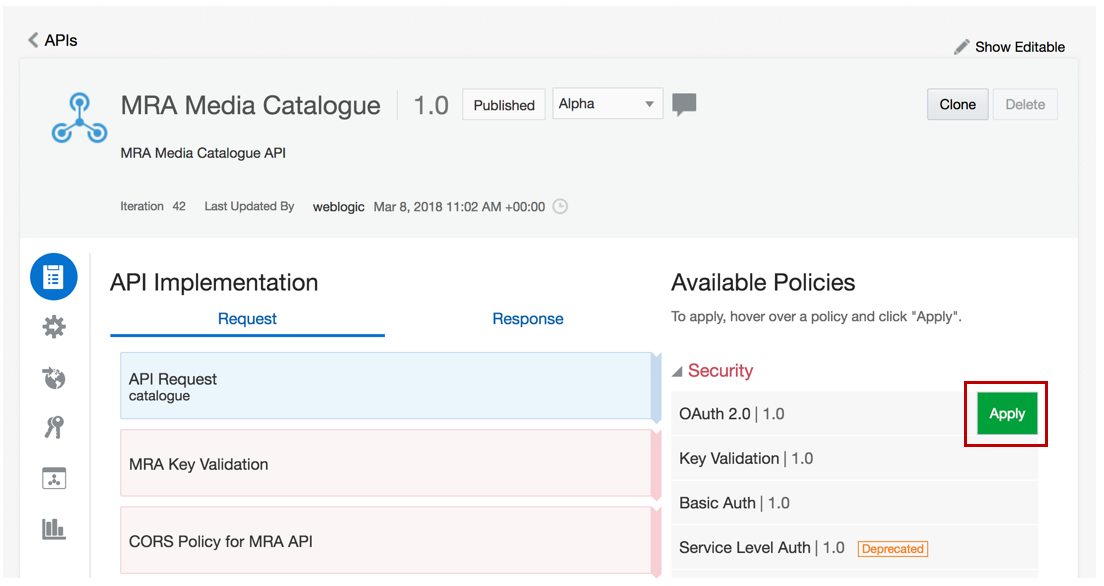 APIs
Show Editable
MRA Media Catalogue 1.0 Published Alpha
Clone Delete
MRA Media Catalogue API
Iteration 42 Last Updated By weblogic Mar 8, 2018 11:02 AM +00:00
API Implementation
Request Response
API Request
catalogue
MRA Key Validation
CORS Policy for MRA API
Available Policies
To apply, hover over a policy and click "Apply".
Security
OAuth 2.0 | 1.0 Apply
Key Validation | 1.0
Basic Auth | 1.0
Service Level Auth | 1.0 Deprecated